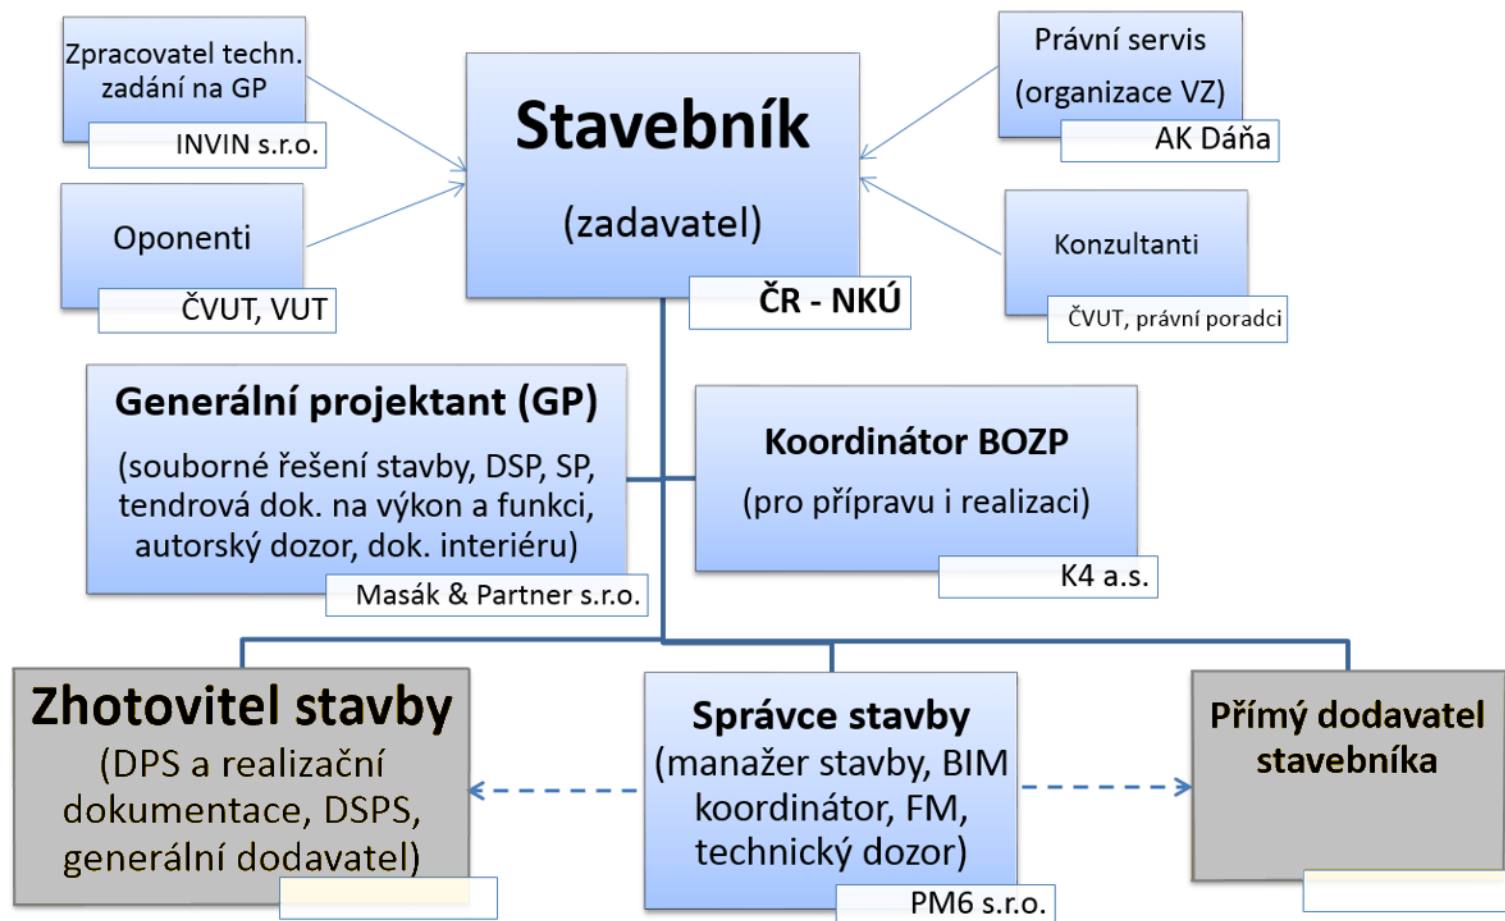 Zpracovatel techn.
zadání na GP
INVIN s.r.o.
Stavebník
(zadavatel)
ČR - NKÚ
Právní servis
(organizace VZ)
AK Dáňa
Oponenti
ČVUT, VUT
Konzultanti
ČVUT, právní poradci
Generální projektant (GP)
(souborné řešení stavby, DSP, SP,
tendrová dok. na výkon a funkci,
autorský dozor, dok. interiéru)
Masák & Partner s.r.o.
Koordinátor BOZP
(pro přípravu i realizaci)
K4 a.s.
Zhotovitel stavby
(DPS a realizační
dokumentace, DSPS,
generální dodavatel)
Správce stavby
(manažer stavby, BIM
koordinátor, FM,
technický dozor)
PM6 s.r.o.
Přímý dodavatel
stavebníka